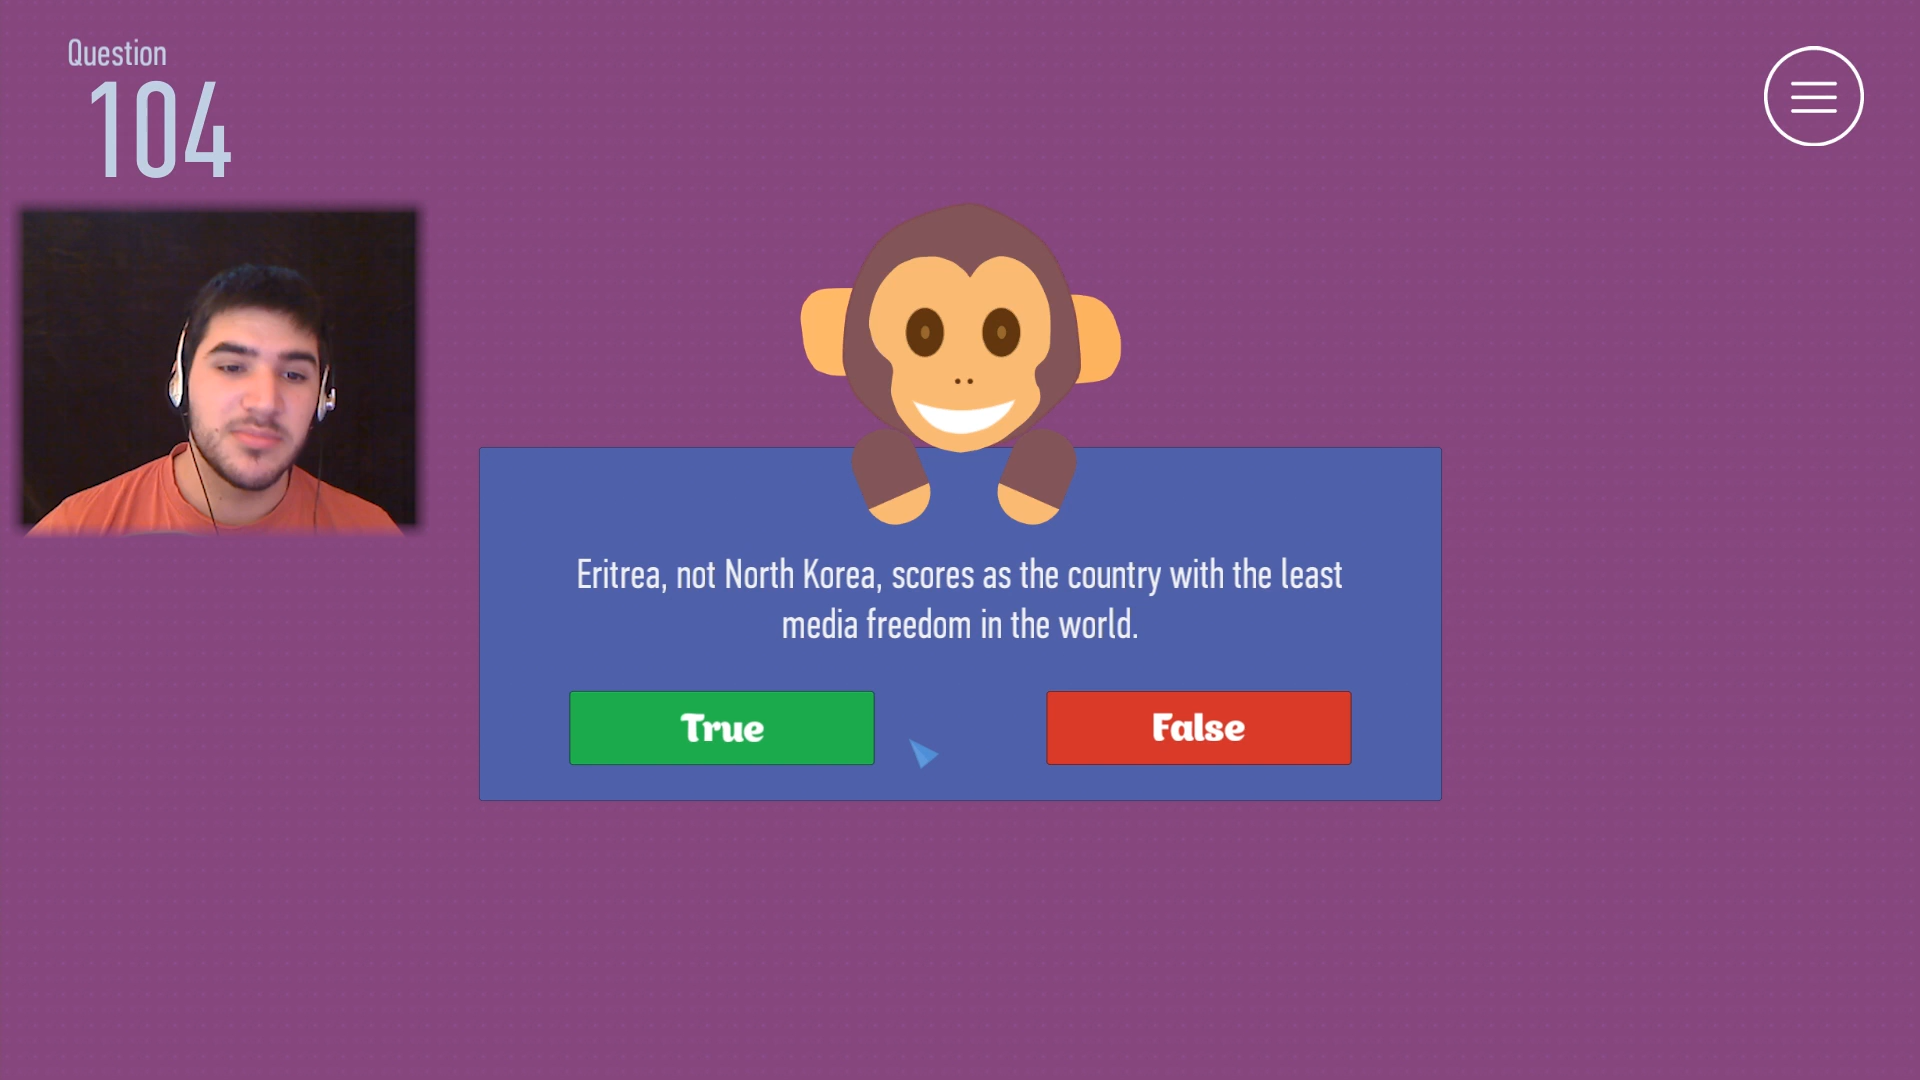 Question
104
Eritrea, not North Korea, scores as the country with the least
media freedom in the world.
True
False